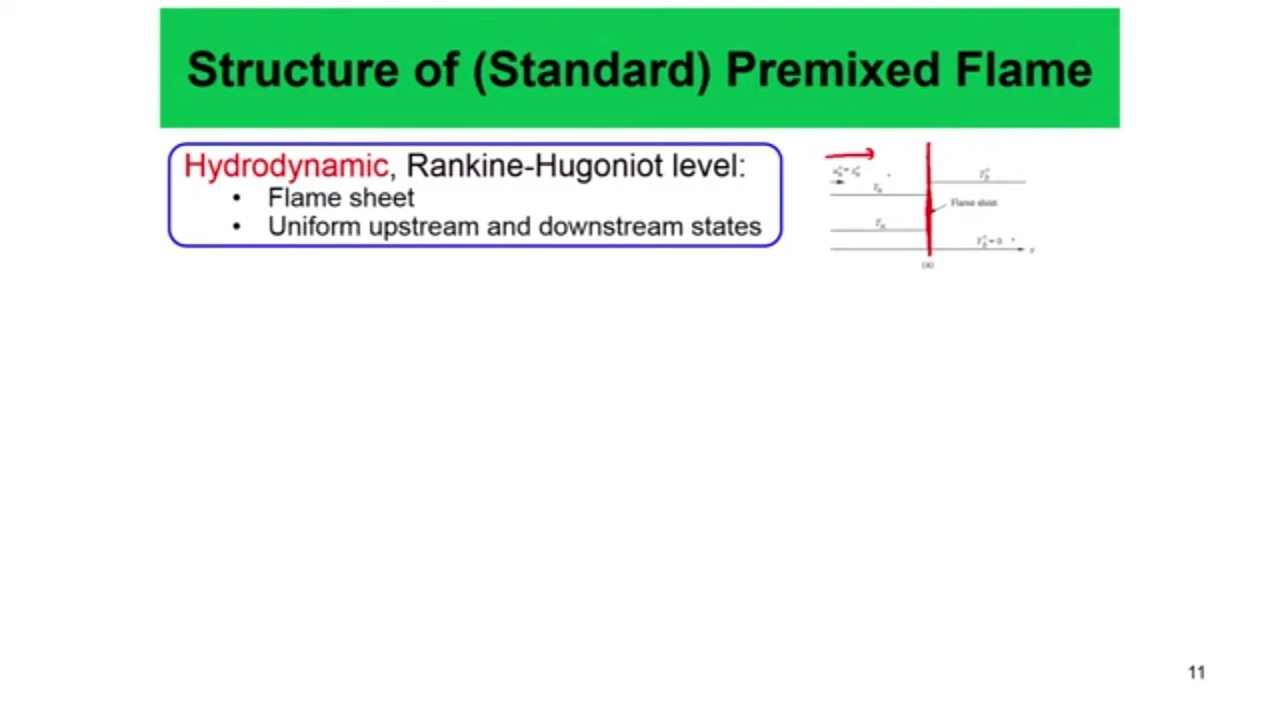 Structure of (Standard) Premixed Flame
Hydrodynamic, Rankine-Hugoniot level:
• Flame sheet
• Uniform upstream and downstream states
Flame sheet
(a)
11